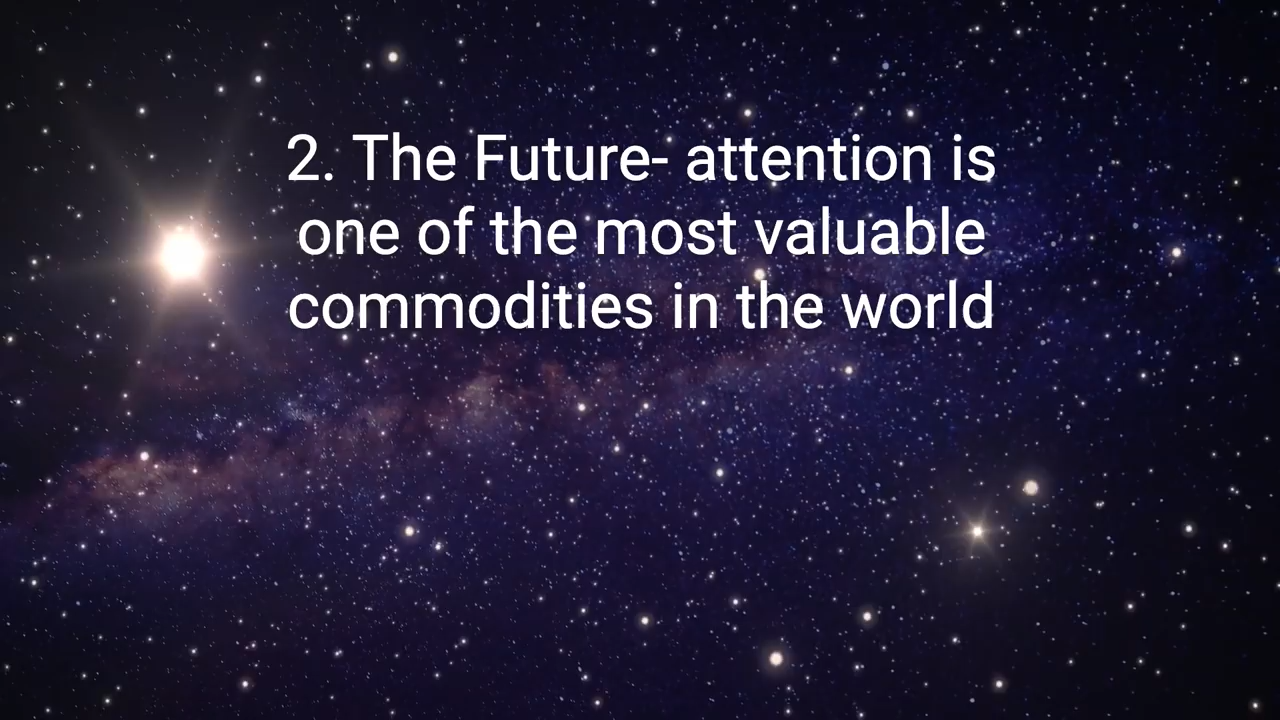 2. The Future- attention is
one of the most valuable
commodities in the world